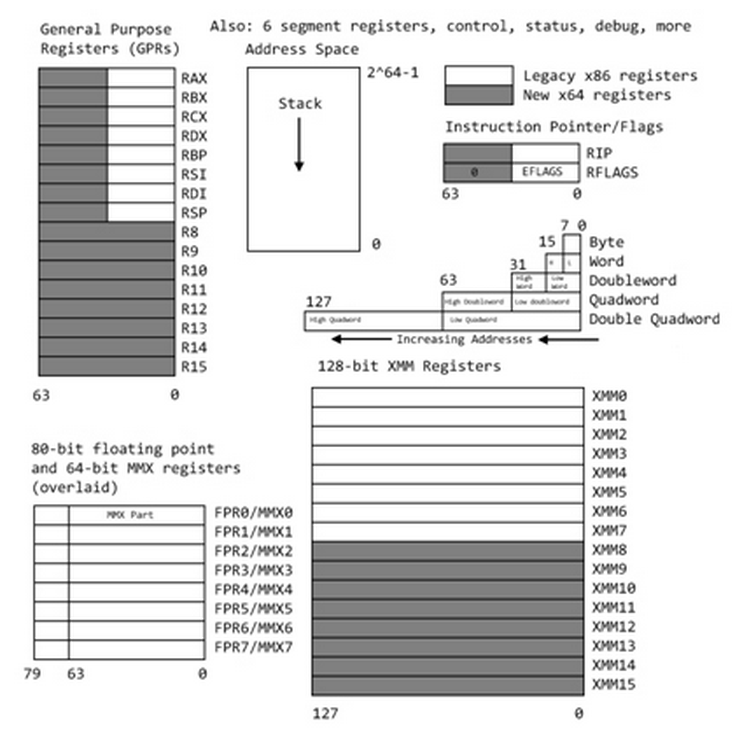 General Purpose
Registers (GPRs)
Also: 6 segment registers, control, status, debug, more
Address Space
RAX
RBX
RCX
RDX
RBP
RSI
RDI
RSP
R8
R9
R10
R11
R12
R13
R14
R15
63 0
2^64-1
Stack
0
Legacy x86 registers
New x64 registers
Instruction Pointer/Flags
RIP
0 EFLAGS RFLAGS
63 0
7 0
15 Byte
31 H L Word
63 High Word Low Word Doubleword
127 High Doubleword Low doubleword Quadword
High Quadword Low Quadword Double Quadword
Increasing Addresses
128-bit XMM Registers
XMM0
XMM1
XMM2
XMM3
XMM4
XMM5
XMM6
XMM7
XMM8
XMM9
XMM10
XMM11
XMM12
XMM13
XMM14
XMM15
127 0
80-bit floating point
and 64-bit MMX registers
(overlaid)
MMX Part FPR0/MMX0
FPR1/MMX1
FPR2/MMX2
FPR3/MMX3
FPR4/MMX4
FPR5/MMX5
FPR6/MMX6
FPR7/MMX7
79 63 0